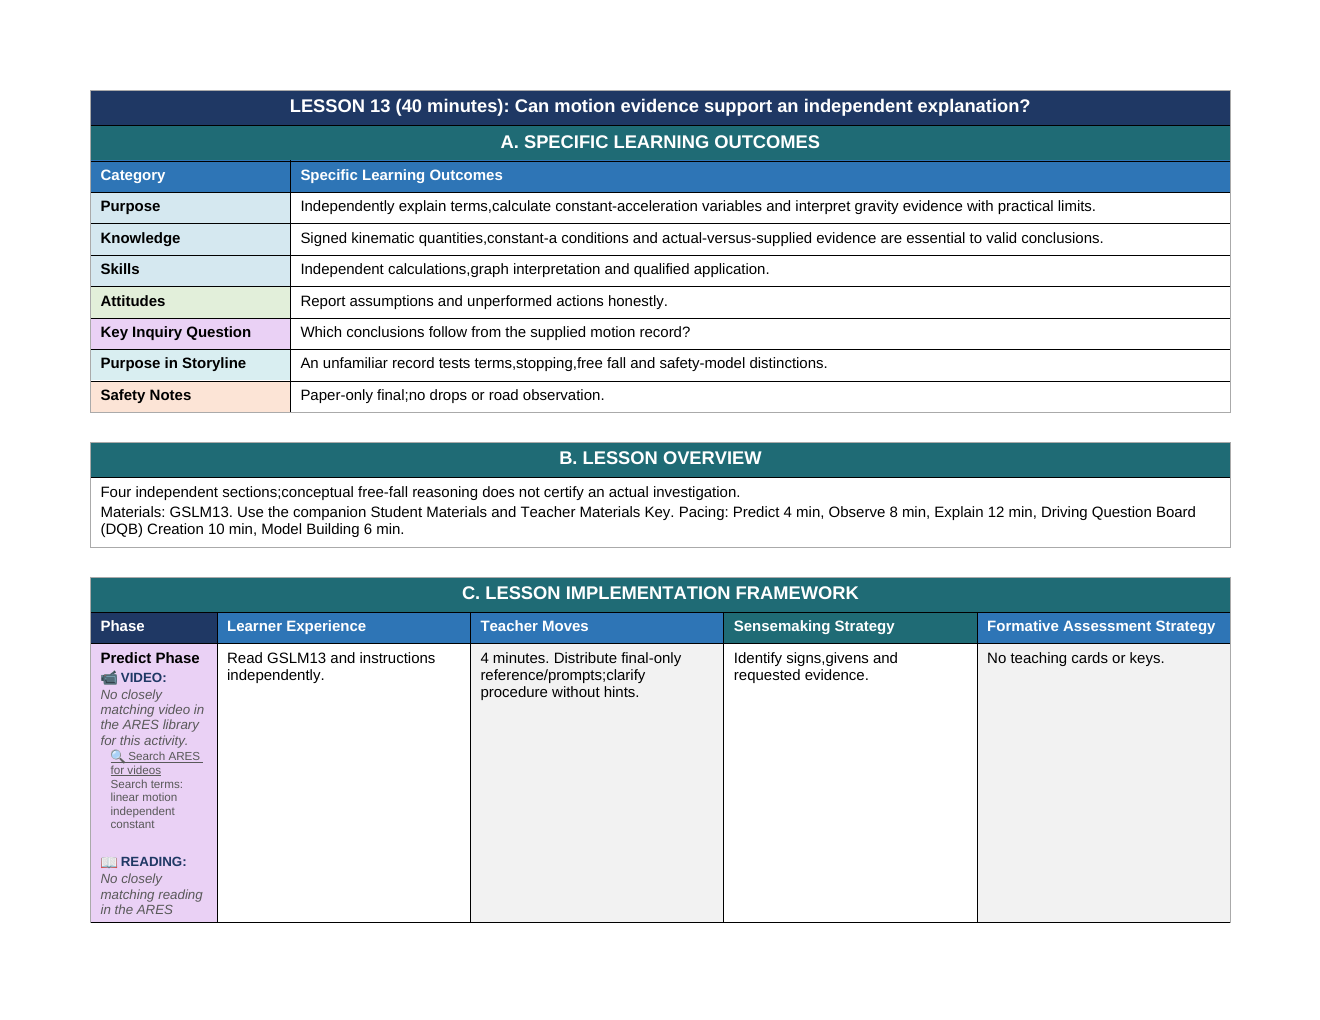 LESSON 13 (40 minutes): Can motion evidence support an independent explanation?
A. SPECIFIC LEARNING OUTCOMES
Category
Specific Learning Outcomes
Purpose
Independently explain terms,calculate constant-acceleration variables and interpret gravity evidence with practical limits.
Knowledge
Signed kinematic quantities,constant-a conditions and actual-versus-supplied evidence are essential to valid conclusions.
Skills
Independent calculations,graph interpretation and qualified application.
Attitudes
Report assumptions and unperformed actions honestly.
Key Inquiry Question
Which conclusions follow from the supplied motion record?
Purpose in Storyline
An unfamiliar record tests terms,stopping,free fall and safety-model distinctions.
Safety Notes
Paper-only final;no drops or road observation.
B. LESSON OVERVIEW
Four independent sections;conceptual free-fall reasoning does not certify an actual investigation.
Materials: GSLM13. Use the companion Student Materials and Teacher Materials Key. Pacing: Predict 4 min, Observe 8 min, Explain 12 min, Driving Question Board
(DQB) Creation 10 min, Model Building 6 min.
C. LESSON IMPLEMENTATION FRAMEWORK
Phase
Learner Experience
Teacher Moves
Sensemaking Strategy
Formative Assessment Strategy
Predict Phase
📹 VIDEO:
No closely
matching video in
the ARES library
for this activity.
🔍 Search ARES
for videos
Search terms:
linear motion
independent
constant
📖 READING:
No closely
matching reading
in the ARES
Read GSLM13 and instructions
independently.
4 minutes. Distribute final-only
reference/prompts;clarify
procedure without hints.
Identify signs,givens and
requested evidence.
No teaching cards or keys.